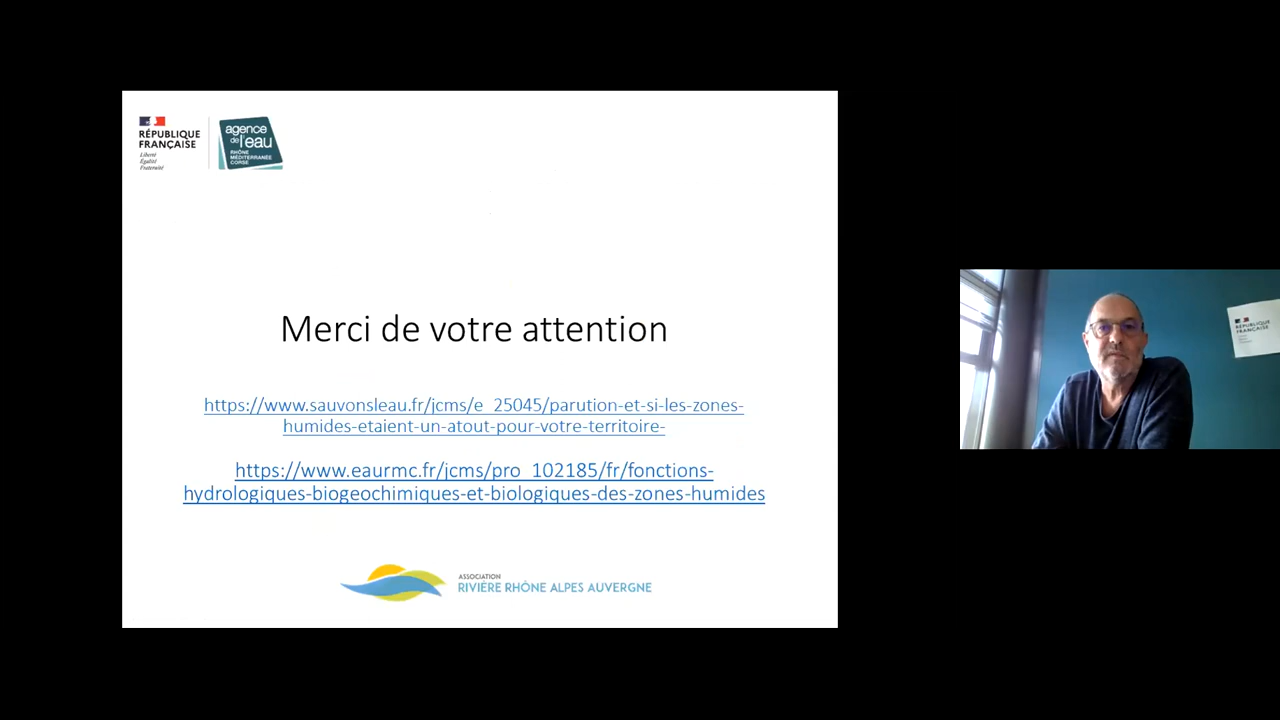 RÉPUBLIQUE
FRANÇAISE
Liberté
Égalité
Fraternité
agence
de l'eau
RHÔNE
MÉDITERRANÉE
CORSE
Merci de votre attention
https://www.sauvonsleau.fr/jcms/e_25045/parution-et-si-les-zones-
humides-etaient-un-atout-pour-votre-territoire-
https://www.eaurmc.fr/jcms/pro_102185/fr/fonctions-
hydrologiques-biogeochimiques-et-biologiques-des-zones-humides
ASSOCIATION
RIVIÈRE RHÔNE ALPES AUVERGNE
RÉPUBLIQUE
FRANÇAISE